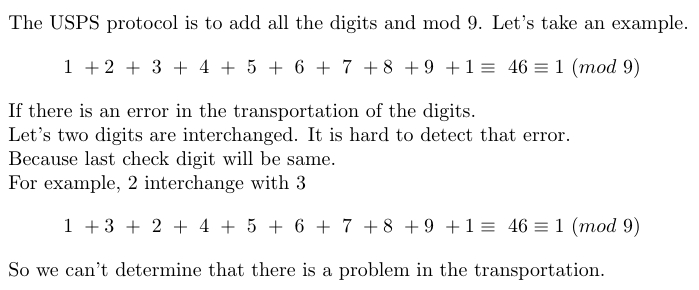 The USPS protocol is to add all the digits and mod 9. Let's take an example.
1 + 2 + 3 + 4 + 5 + 6 + 7 + 8 + 9 + 1 ≡ 46 ≡ 1 (mod 9)
If there is an error in the transportation of the digits.
Let's two digits are interchanged. It is hard to detect that error.
Because last check digit will be same.
For example, 2 interchange with 3
1 + 3 + 2 + 4 + 5 + 6 + 7 + 8 + 9 + 1 ≡ 46 ≡ 1 (mod 9)
So we can't determine that there is a problem in the transportation.